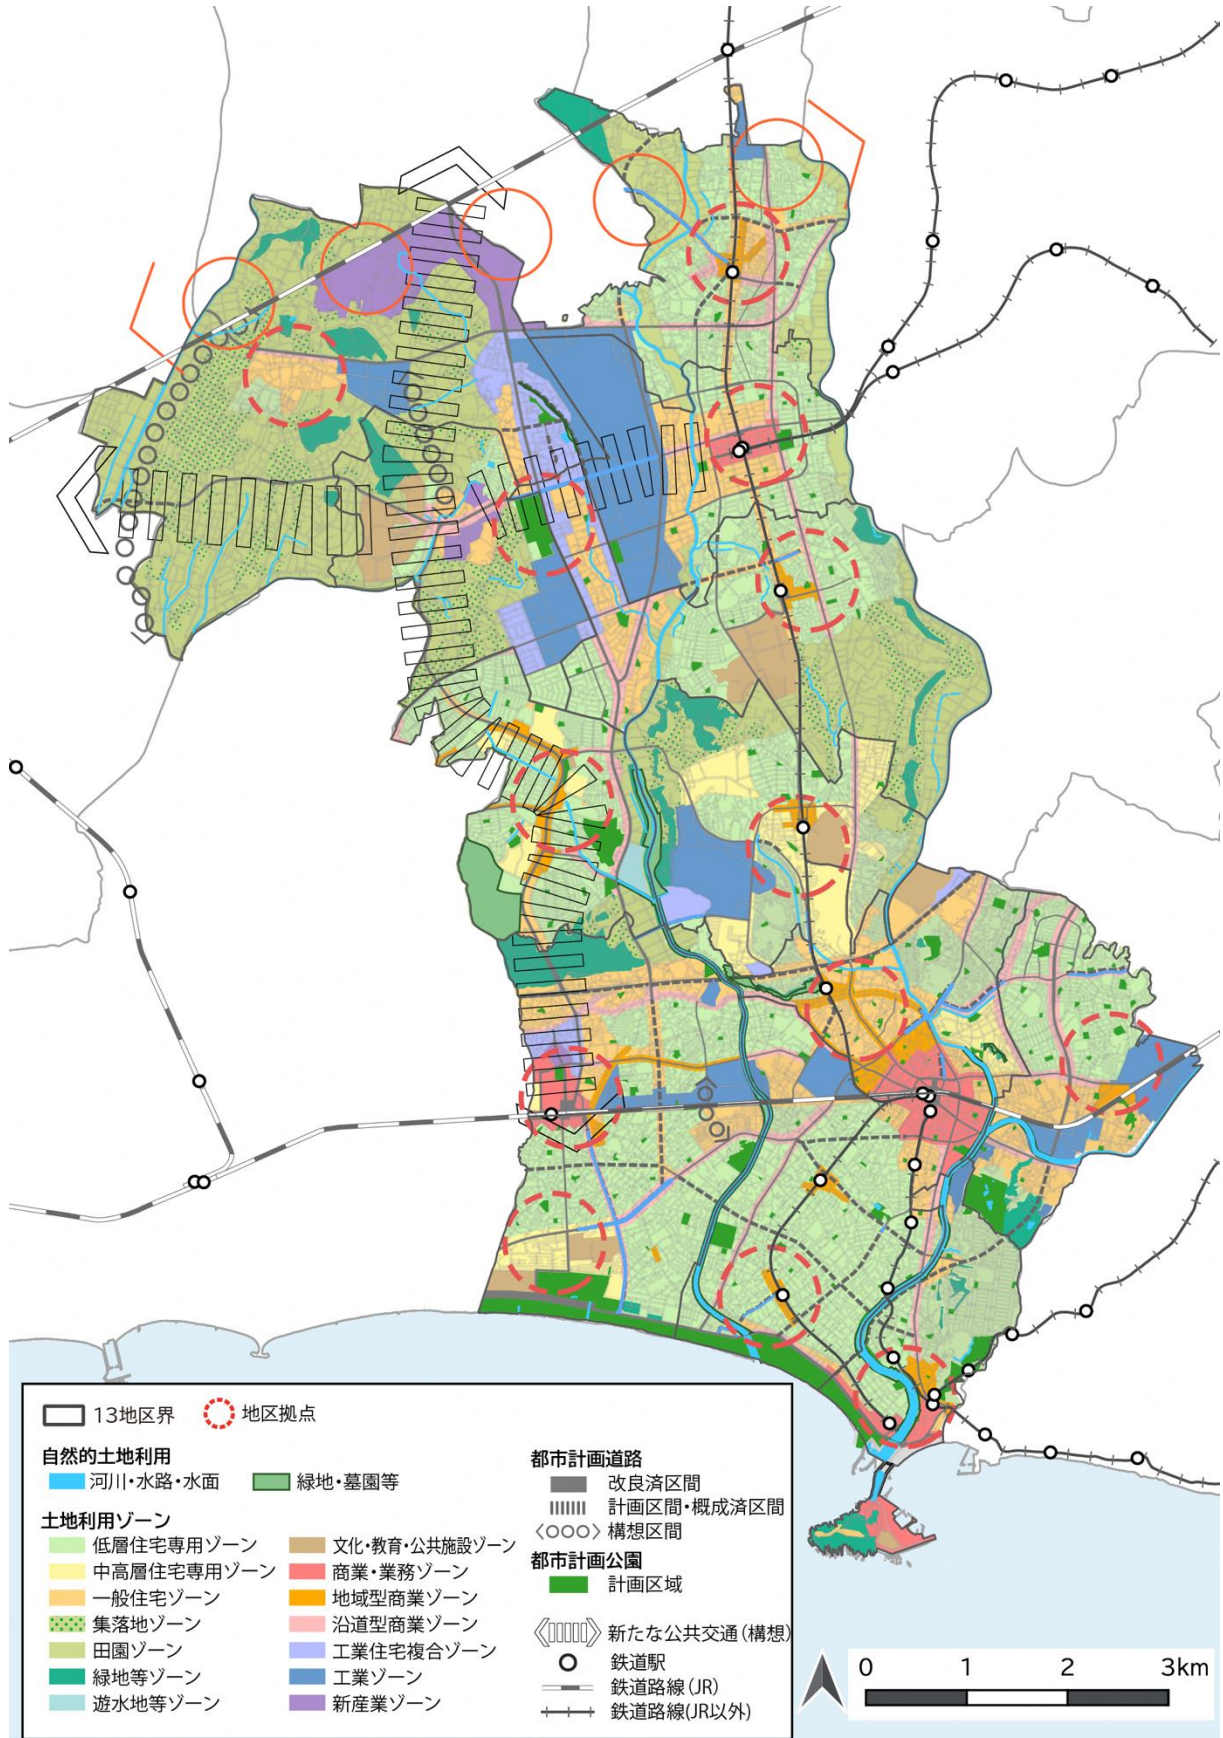 13地区界
地区拠点
自然的土地利用
河川・水路・水面
緑地・墓園等
土地利用ゾーン
低層住宅専用ゾーン
中高層住宅専用ゾーン
一般住宅ゾーン
集落地ゾーン
田園ゾーン
緑地等ゾーン
遊水地等ゾーン
文化・教育・公共施設ゾーン
商業・業務ゾーン
地域型商業ゾーン
沿道型商業ゾーン
工業住宅複合ゾーン
工業ゾーン
新産業ゾーン
都市計画道路
改良済区間
計画区間・概成済区間
構想区間
都市計画公園
計画区域
新たな公共交通(構想)
鉄道駅
鉄道路線(JR)
鉄道路線(JR以外)
0 1 2 3km